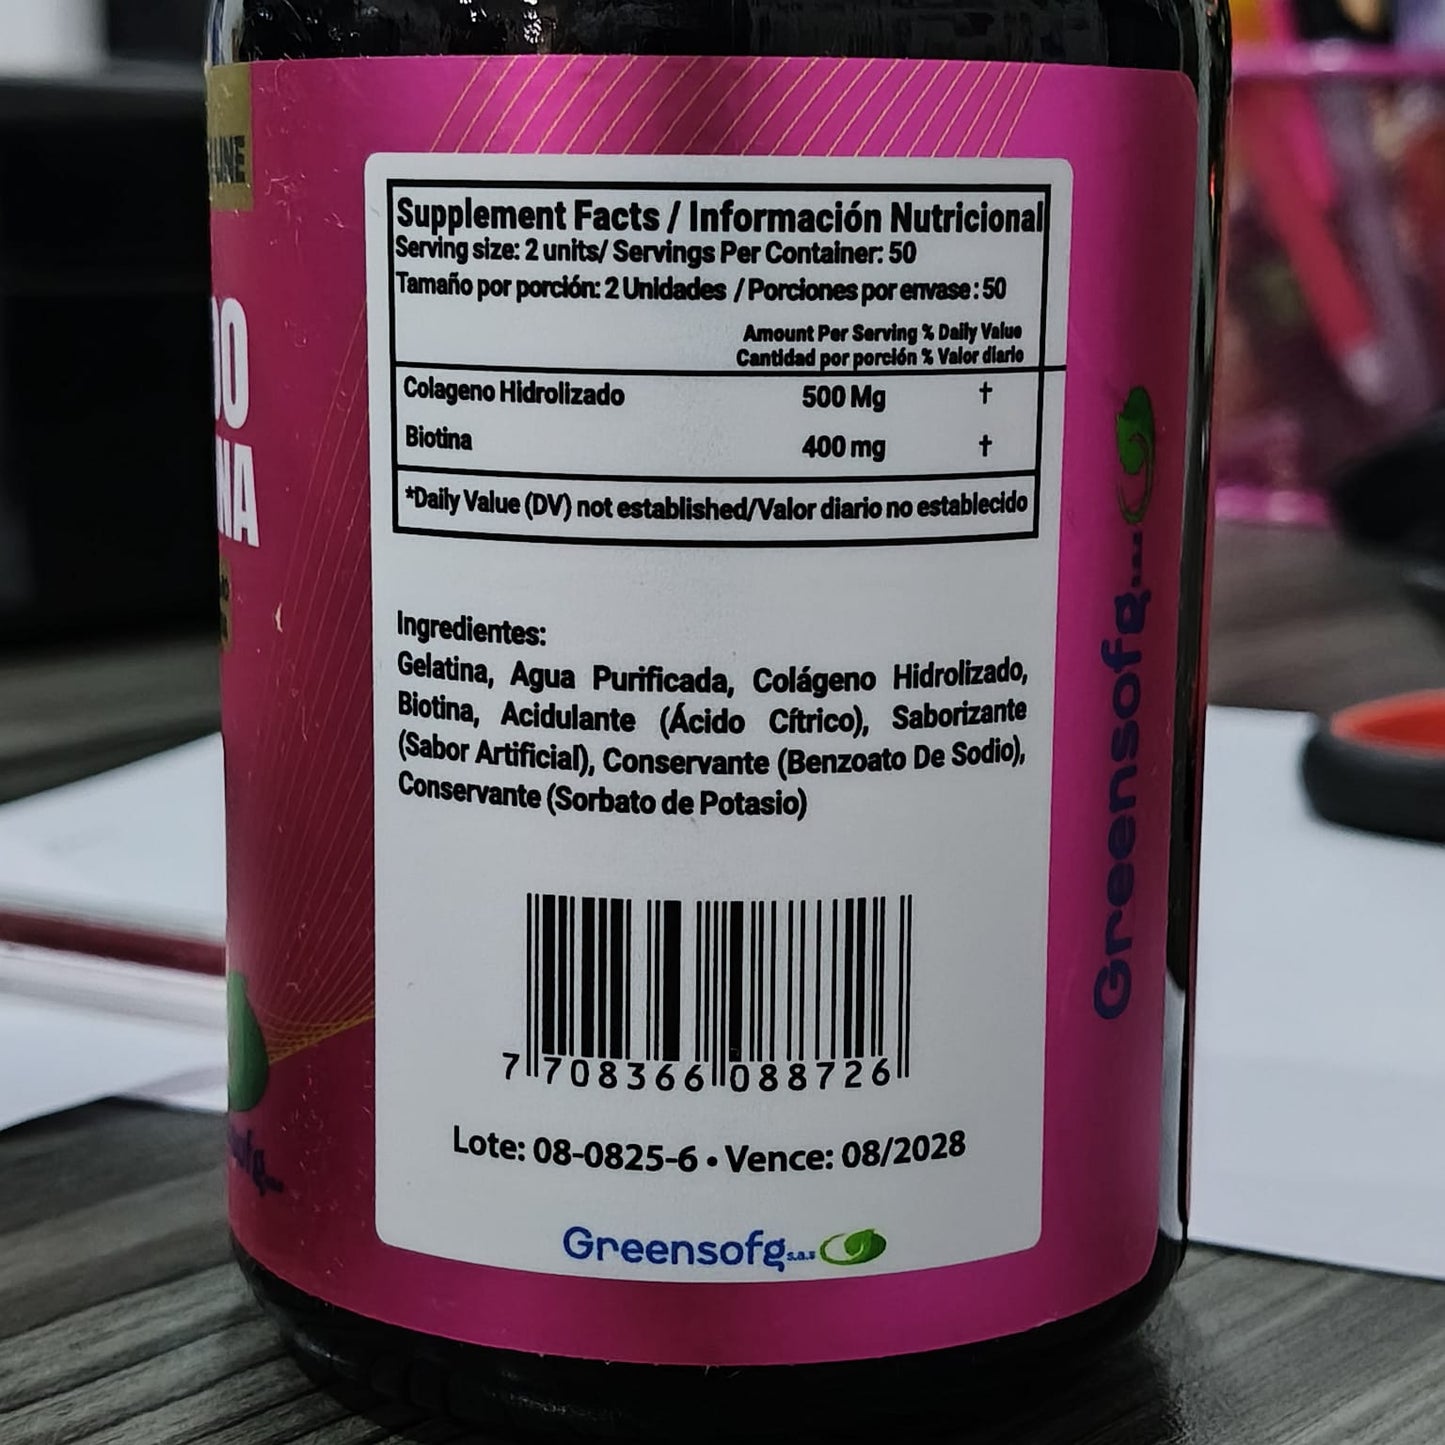 Supplement Facts / Información Nutricional
Serving size: 2 units/ Servings Per Container: 50
Tamaño por porción: 2 Unidades / Porciones por envase: 50
Amount Per Serving % Daily Value
Cantidad por porción % Valor diario
Colageno Hidrolizado 500 Mg †
Biotina 400 mg †
*Daily Value (DV) not established/Valor diario no establecido
Ingredientes:
Gelatina, Agua Purificada, Colágeno Hidrolizado,
Biotina, Acidulante (Ácido Cítrico), Saborizante
(Sabor Artificial), Conservante (Benzoato De Sodio),
Conservante (Sorbato de Potasio)
7 708366 088726
Lote: 08-0825-6 • Vence: 08/2028
Greensofg s.a.s
Greensofg